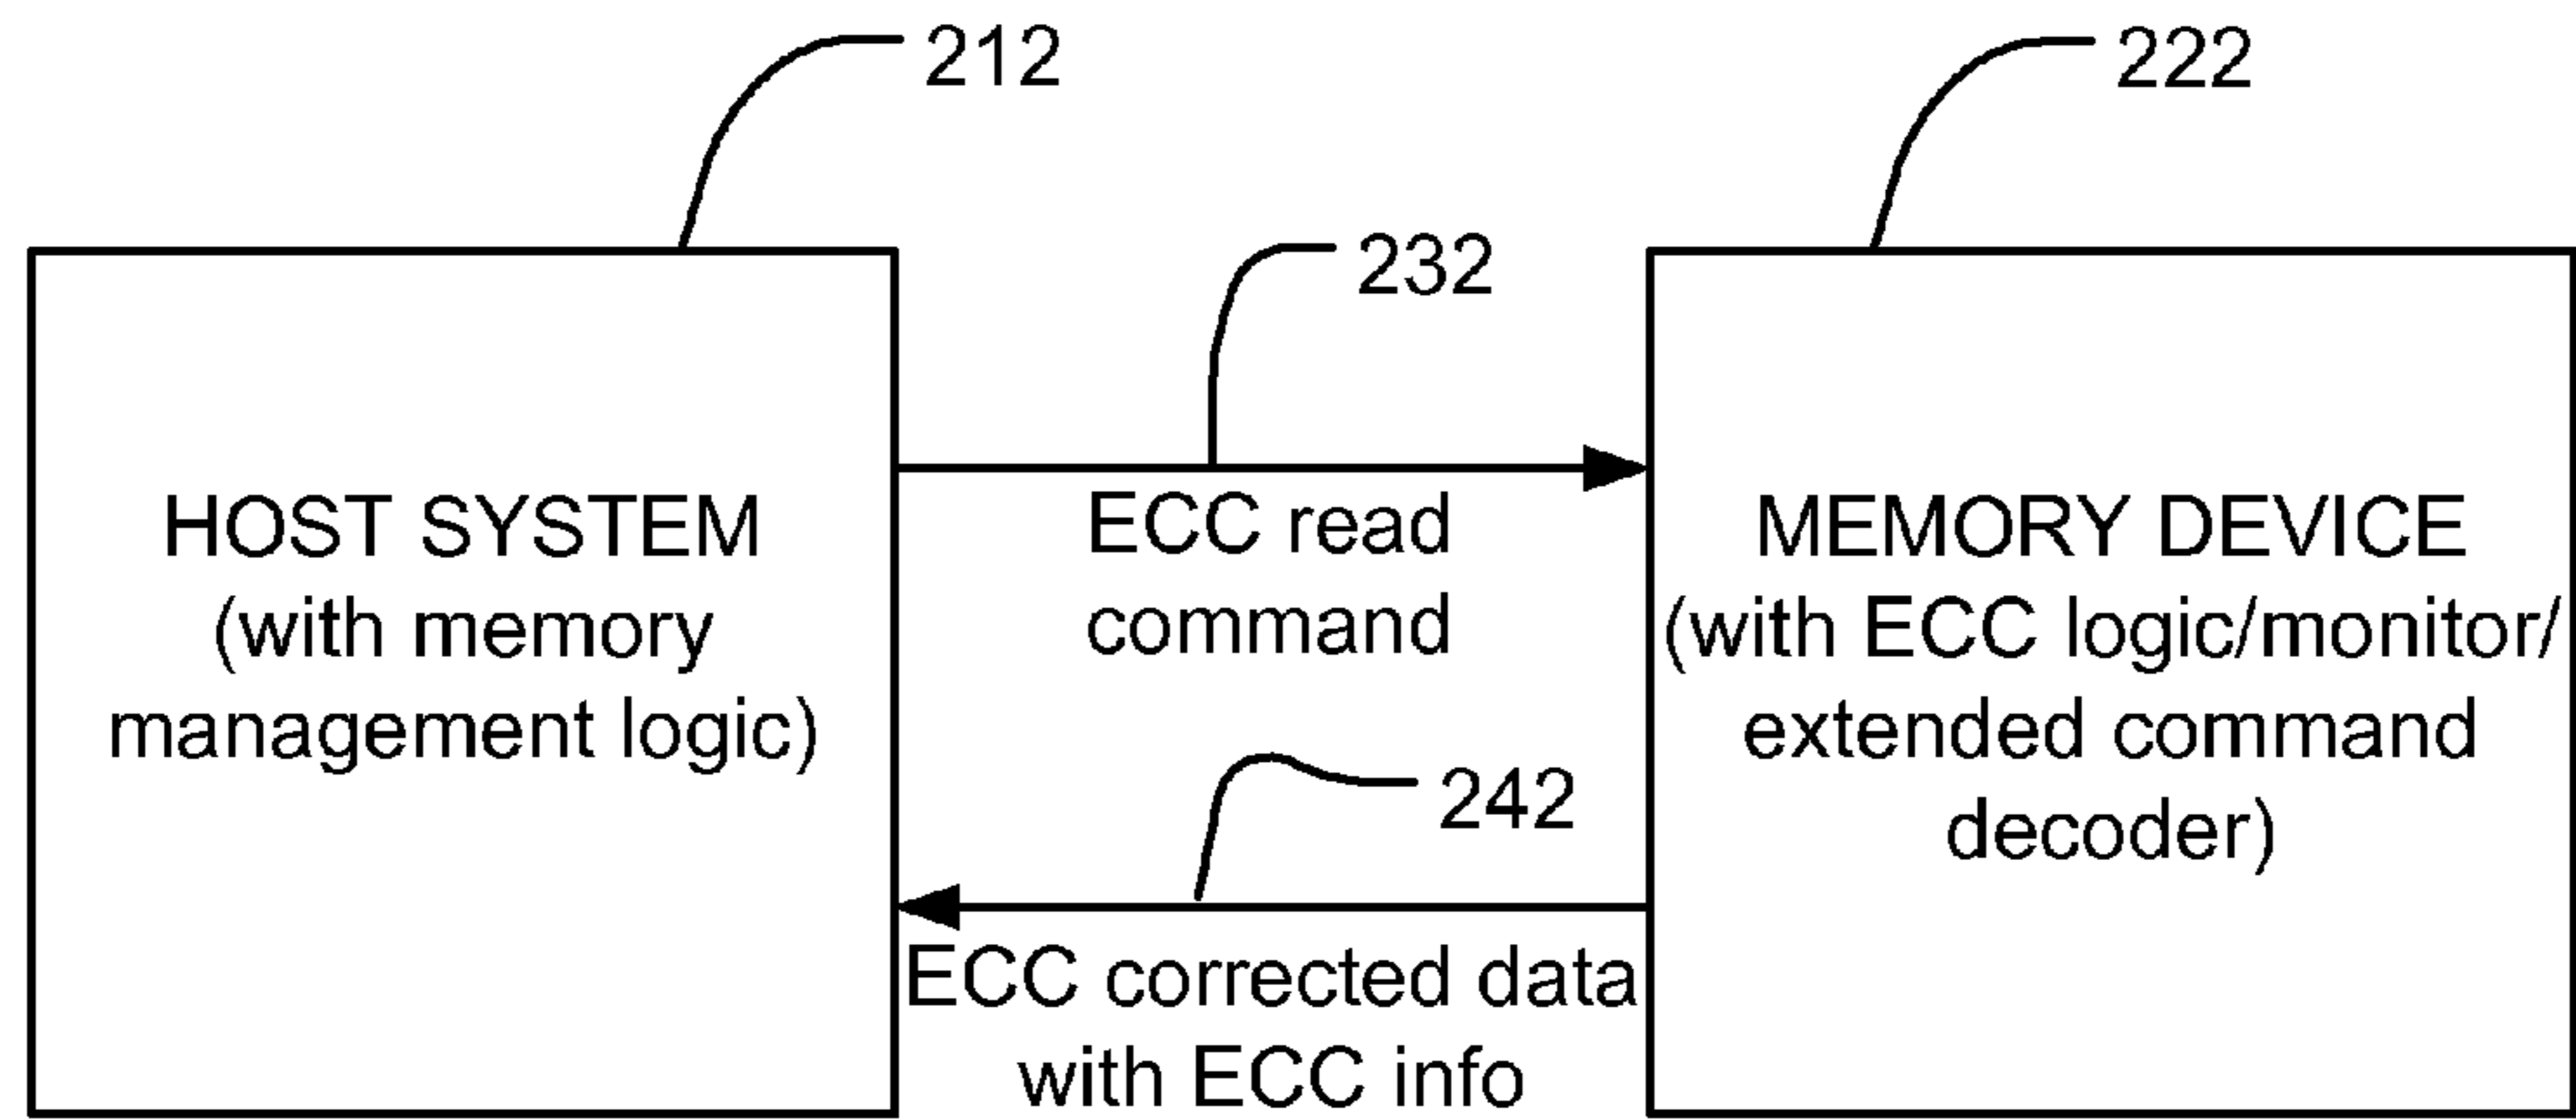 212
222
232
HOST SYSTEM
(with memory
management logic)
ECC read
command
MEMORY DEVICE
(with ECC logic/monitor/
extended command
decoder)
242
ECC corrected data
with ECC info